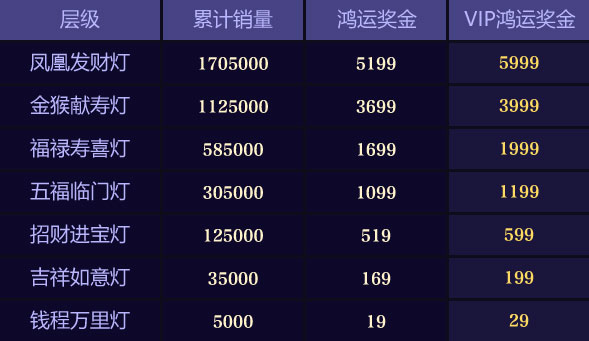 层级 累计销量 鸿运奖金 VIP鸿运奖金
凤凰发财灯 1705000 5199 5999
金猴献寿灯 1125000 3699 3999
福禄寿喜灯 585000 1699 1999
五福临门灯 305000 1099 1199
招财进宝灯 125000 519 599
吉祥如意灯 35000 169 199
钱程万里灯 5000 19 29